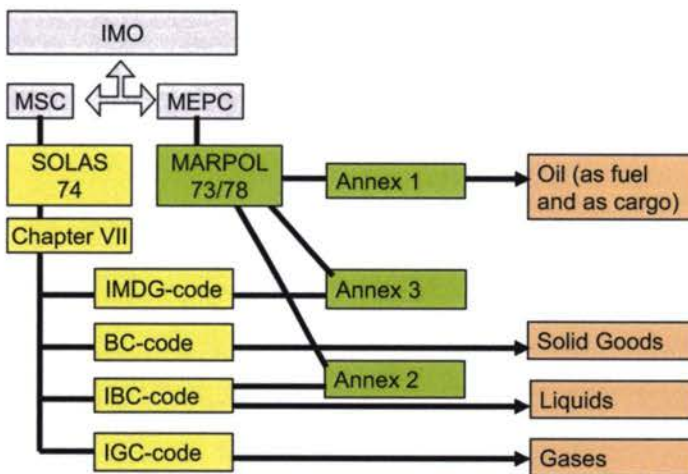 IMO
MSC
MEPC
SOLAS
74
MARPOL
73/78
Annex 1
Oil (as fuel
and as cargo)
Chapter VII
IMDG-code
Annex 3
BC-code
Solid Goods
Annex 2
IBC-code
Liquids
IGC-code
Gases